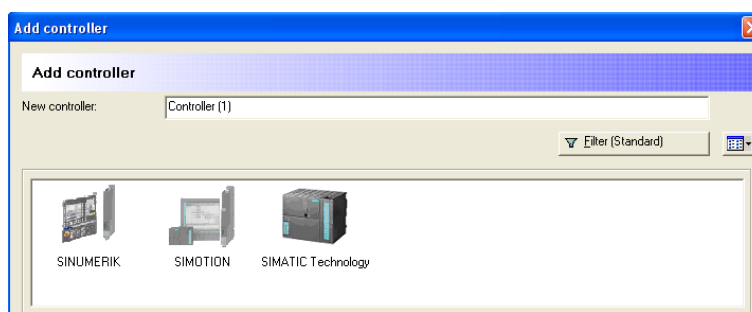 Add controller
Add controller
New controller: Controller (1)
Filter (Standard)
SINUMERIK SIMOTION SIMATIC Technology